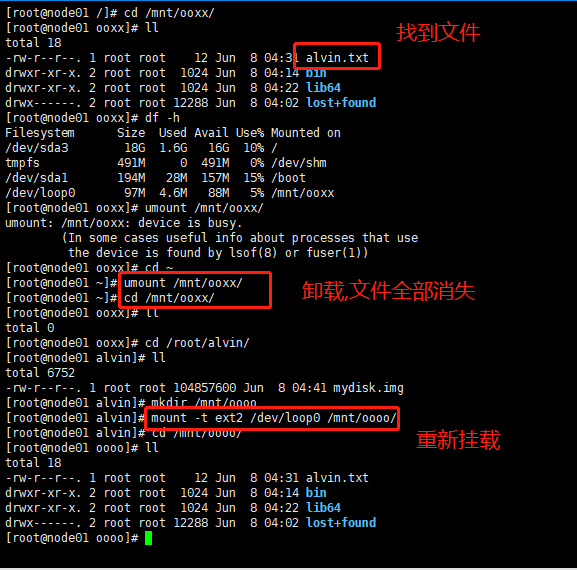 [root@node01 /]# cd /mnt/ooxx/
[root@node01 ooxx]# ll
找到文件
total 18
-rw-r--r--. 1 root root    12 Jun  8 04:31 alvin.txt
drwxr-xr-x. 2 root root  1024 Jun  8 04:14 bin
drwxr-xr-x. 2 root root  1024 Jun  8 04:22 lib64
drwx------. 2 root root 12288 Jun  8 04:02 lost+found
[root@node01 ooxx]# df -h
Filesystem      Size  Used Avail Use% Mounted on
/dev/sda3        18G  1.6G   16G  10% /
tmpfs           491M     0  491M   0% /dev/shm
/dev/sda1       194M   28M  157M  15% /boot
/dev/loop0       97M  4.6M   88M   5% /mnt/ooxx
[root@node01 ooxx]# umount /mnt/ooxx/
umount: /mnt/ooxx: device is busy.
(In some cases useful info about processes that use
the device is found by lsof(8) or fuser(1))
[root@node01 ooxx]# cd ~
[root@node01 ~]# umount /mnt/ooxx/
[root@node01 ~]# cd /mnt/ooxx/
卸载,文件全部消失
[root@node01 ooxx]# ll
total 0
[root@node01 ooxx]# cd /root/alvin/
[root@node01 alvin]# ll
total 6752
-rw-r--r--. 1 root root 104857600 Jun  8 04:41 mydisk.img
[root@node01 alvin]# mkdir /mnt/oooo
[root@node01 alvin]# mount -t ext2 /dev/loop0 /mnt/oooo/
[root@node01 alvin]# cd /mnt/oooo/
重新挂载
[root@node01 oooo]# ll
total 18
-rw-r--r--. 1 root root    12 Jun  8 04:31 alvin.txt
drwxr-xr-x. 2 root root  1024 Jun  8 04:14 bin
drwxr-xr-x. 2 root root  1024 Jun  8 04:22 lib64
drwx------. 2 root root 12288 Jun  8 04:02 lost+found
[root@node01 oooo]#